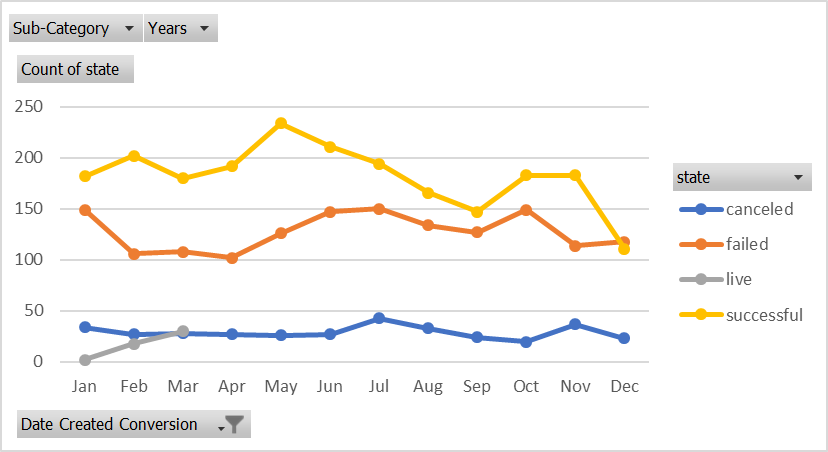 Sub-Category Years
Count of state
250
200
150
100
50
0
Jan Feb Mar Apr May Jun Jul Aug Sep Oct Nov Dec
state
canceled
failed
live
successful
Date Created Conversion